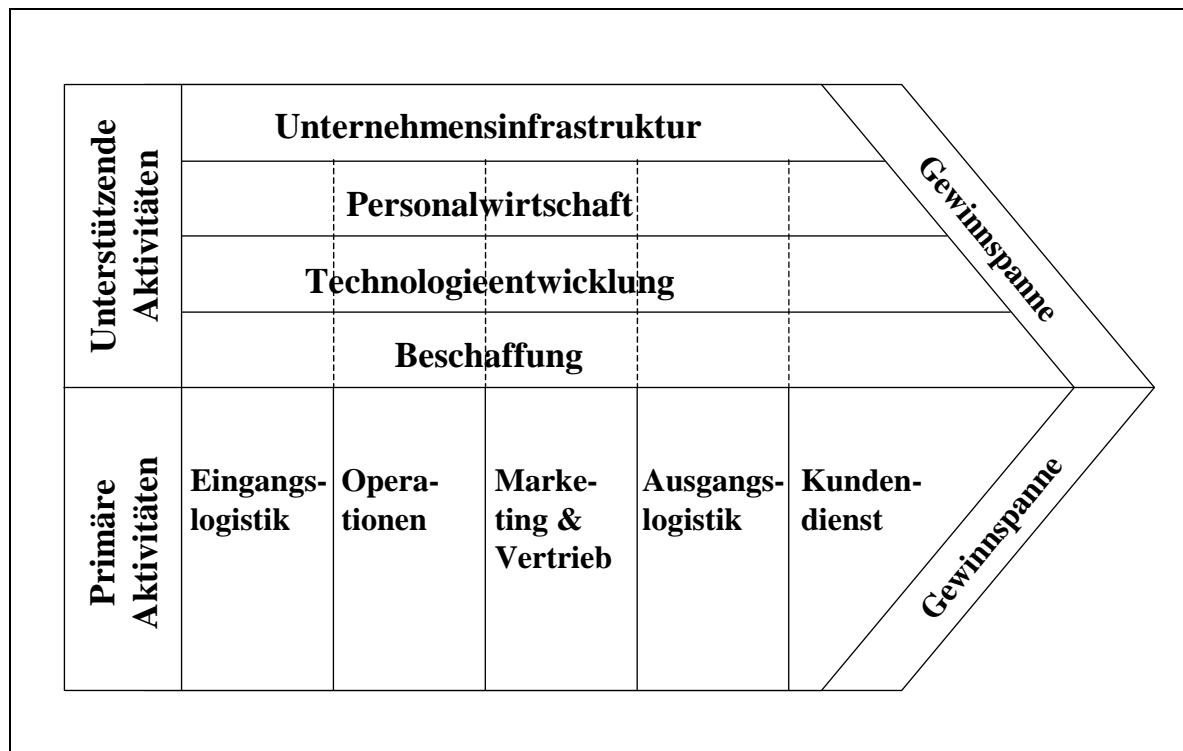 Unterstützende
Aktivitäten
Unternehmensinfrastruktur
Personalwirtschaft
Technologieentwicklung
Beschaffung
Gewinnspanne
Primäre
Aktivitäten
Eingangs-
logistik
Opera-
tionen
Marke-
ting &
Vertrieb
Ausgangs-
logistik
Kunden-
dienst
Gewinnspanne